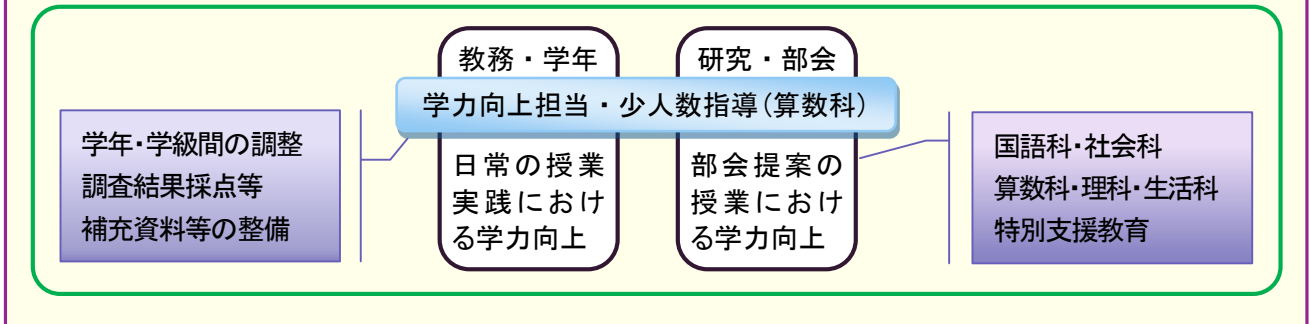 教務・学年
研究・部会
学力向上担当・少人数指導(算数科)
学年・学級間の調整
調査結果採点等
補充資料等の整備
日常の授業
実践におけ
る学力向上
部会提案の
授業におけ
る学力向上
国語科・社会科
算数科・理科・生活科
特別支援教育